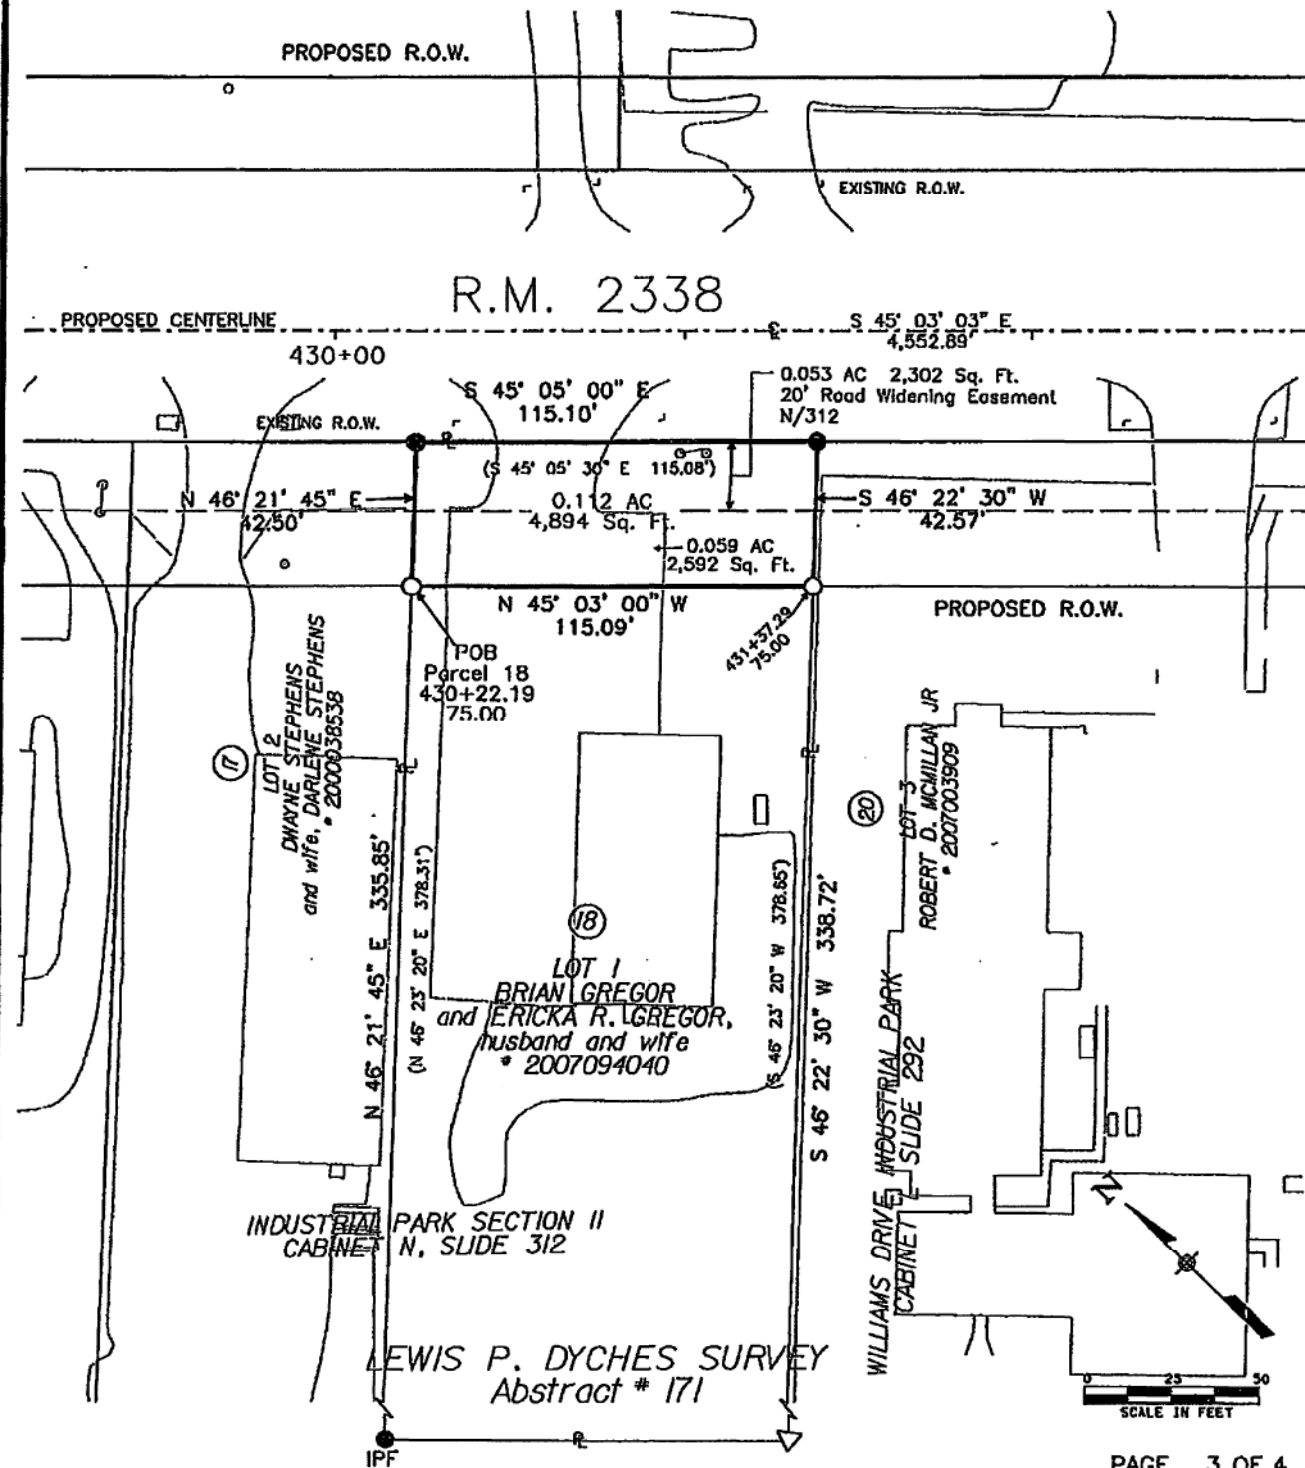 PROPOSED R.O.W.
EXISTING R.O.W.
R.M. 2338
PROPOSED CENTERLINE
S 45° 03' 03" E
4,552.89'
430+00
0.053 AC 2,302 Sq. Ft.
20' Road Widening Easement
N/312
S 45° 05' 00" E
115.10'
EXISTING R.O.W.
(S 45° 05' 30" E 115.08')
N 46° 21' 45" E
42.50'
0.112 AC
4,894 Sq. Ft.
S 46° 22' 30" W
42.57'
0.059 AC
2,592 Sq. Ft.
N 45° 03' 00" W
115.09'
PROPOSED R.O.W.
431+37.29
75.00
POB
Parcel 18
430+22.19
75.00
17
LOT 2
DWAYNE STEPHENS
and wife, DARLENE STEPHENS
# 2000038538
20
LOT 3
ROBERT D. MCMILLAN JR
# 2007003909
N 46° 21' 45" E 335.85'
(N 46° 23' 20" E 378.31')
(S 46° 23' 20" W 378.65')
S 46° 22' 30" W 338.72'
18
LOT 1
BRIAN GREGOR
and ERICKA R. GREGOR,
husband and wife
# 2007094040
WILLIAMS DRIVE INDUSTRIAL PARK
CABINET E SLIDE 292
INDUSTRIAL PARK SECTION II
CABINET N, SLIDE 312
N
LEWIS P. DYCHES SURVEY
Abstract # 171
0 25 50
SCALE IN FEET
IPF
PAGE 3 OF 4